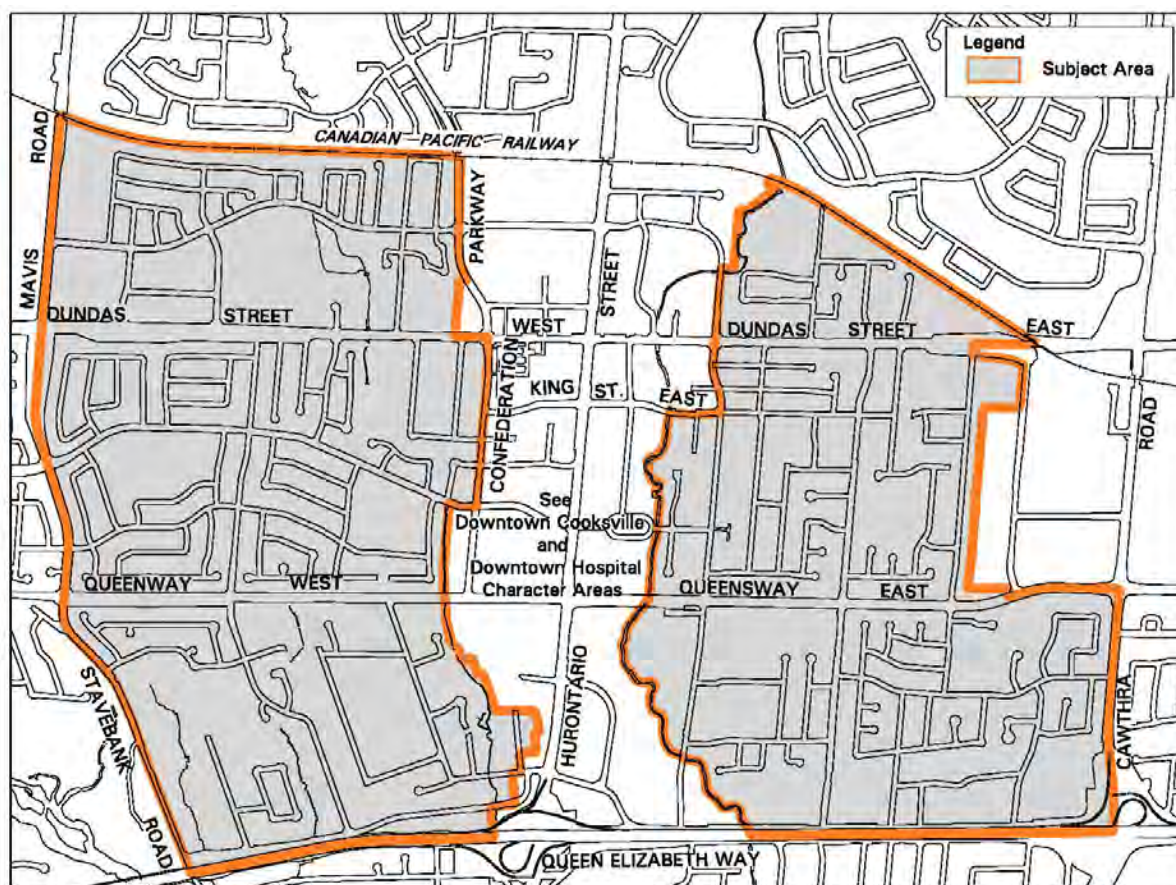 Legend
Subject Area
CANADIAN PACIFIC RAILWAY
ROAD
MAVIS
PARKWAY
STREET
DUNDAS STREET WEST
DUNDAS STREET EAST
KING ST. EAST
CONFEDERATION
ROAD
See
Downtown Cooksville
and
Downtown Hospital
Character Areas
QUEENWAY WEST
QUEENSWAY EAST
STAVEBANK
ROAD
HURONTARIO
CAWTHRA
QUEEN ELIZABETH WAY